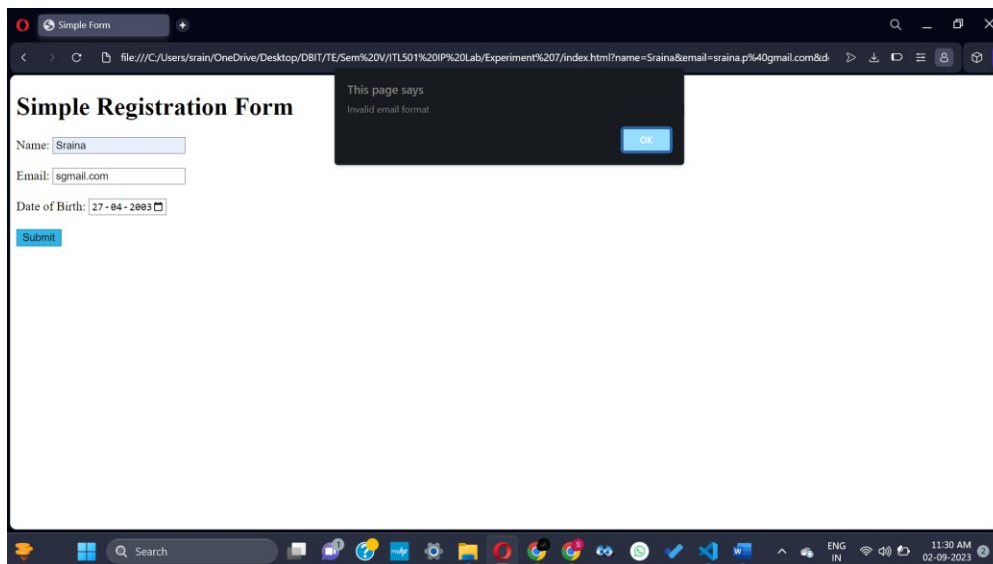 Simple Form
file:///C:/Users/srain/OneDrive/Desktop/DBIT/TE/Sem%20V/ITL501%20IP%20Lab/Experiment%207/index.html?name=Sraina&email=sraina.p%40gmail.com&d
This page says
Invalid email format
OK
Simple Registration Form
Name: Sraina
Email: sgmail.com
Date of Birth: 27-04-2003
Submit
Search
1
ENG
IN
11:30 AM
02-09-2023
2